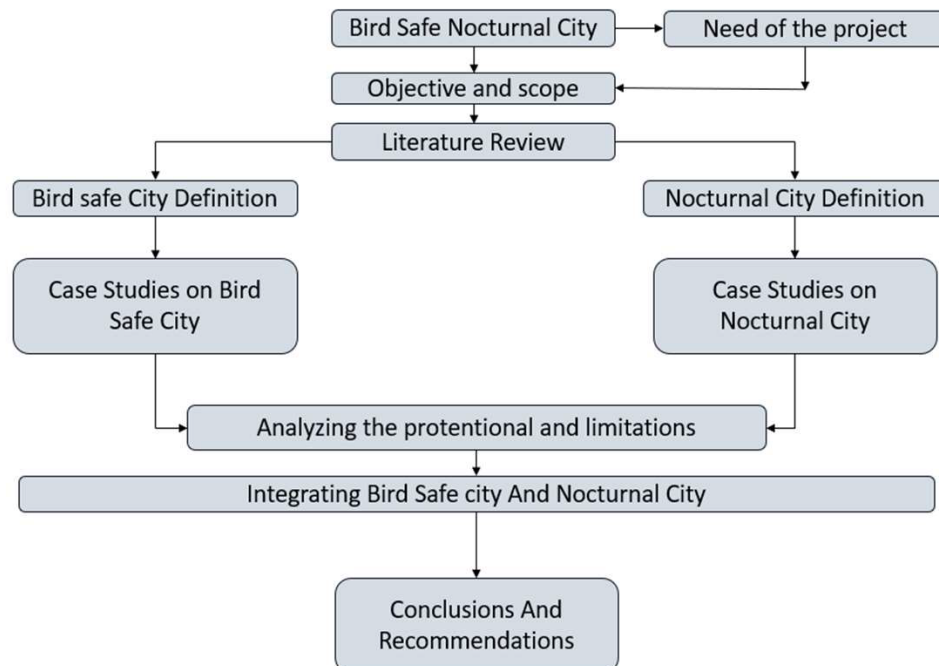 Bird Safe Nocturnal City
Need of the project
Objective and scope
Literature Review
Bird safe City Definition
Nocturnal City Definition
Case Studies on Bird
Safe City
Case Studies on
Nocturnal City
Analyzing the protentional and limitations
Integrating Bird Safe city And Nocturnal City
Conclusions And
Recommendations